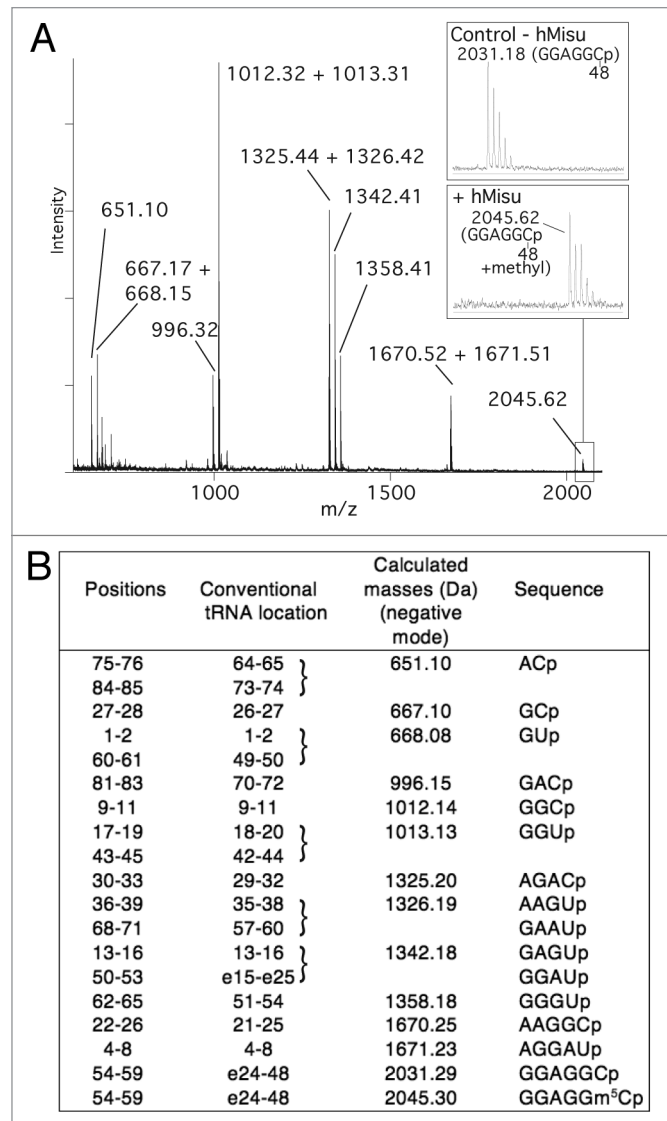 A
Control - hMisu
2031.18 (GGAGGCp)
48
1012.32 + 1013.31
1325.44 + 1326.42
1342.41
+ hMisu
2045.62
(GGAGGCp
48
+methyl)
651.10
667.17 +
668.15
996.32
1358.41
1670.52 + 1671.51
2045.62
Intensity
1000
1500
2000
m/z
B
Positions Conventional tRNA location Calculated masses (Da) (negative mode) Sequence
75-76 64-65 } 651.10 ACp
84-85 73-74
27-28 26-27 667.10 GCp
1-2 1-2 } 668.08 GUp
60-61 49-50
81-83 70-72 996.15 GACp
9-11 9-11 1012.14 GGCp
17-19 18-20 } 1013.13 GGUp
43-45 42-44
30-33 29-32 1325.20 AGACp
36-39 35-38 } 1326.19 AAGUp
68-71 57-60 GAAUp
13-16 13-16 } 1342.18 GAGUp
50-53 e15-e25 GGAUp
62-65 51-54 1358.18 GGGUp
22-26 21-25 1670.25 AAGGCp
4-8 4-8 1671.23 AGGAUp
54-59 e24-48 2031.29 GGAGGCp
54-59 e24-48 2045.30 GGAGGm⁵Cp